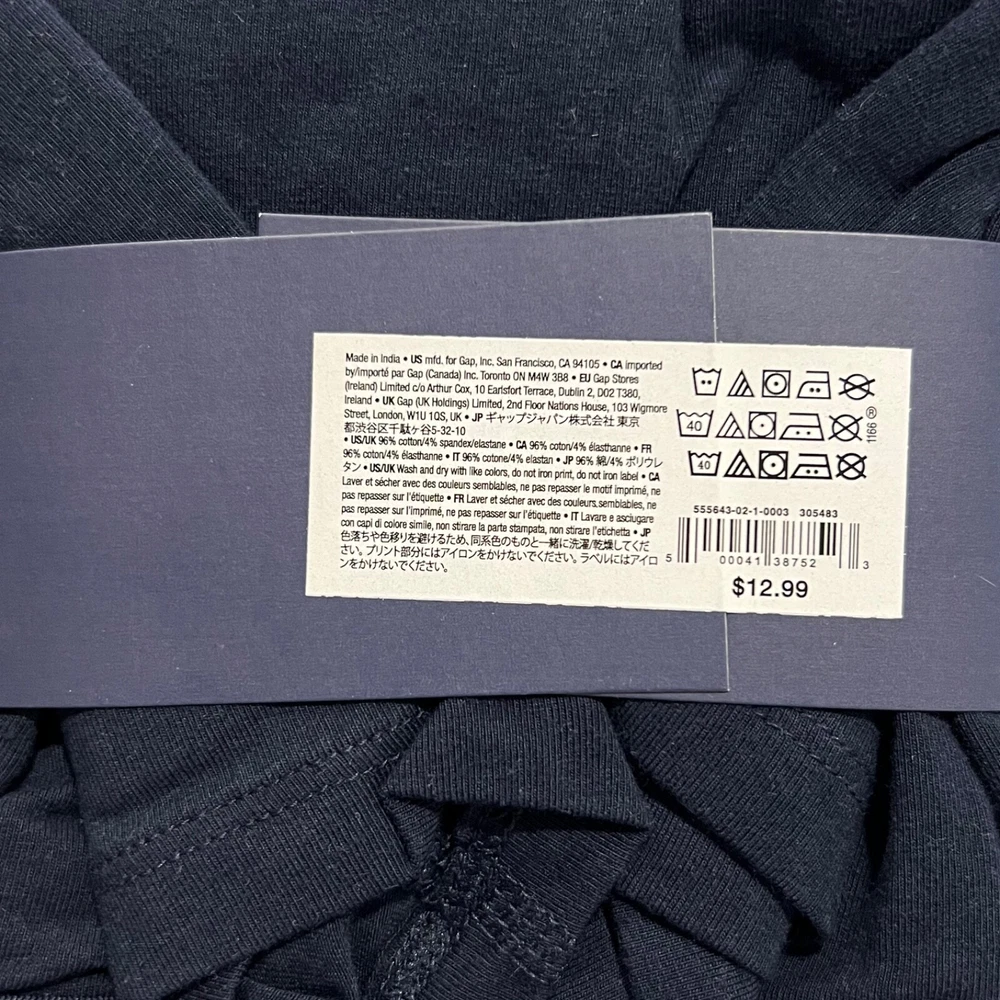 Made in India • US mfd. for Gap, Inc. San Francisco, CA 94105 • CA imported
by/importé par Gap (Canada) Inc. Toronto ON M4W 3B8 • EU Gap Stores
(Ireland) Limited c/o Arthur Cox, 10 Earlsfort Terrace, Dublin 2, D02 T380,
Ireland • UK Gap (UK Holdings) Limited, 2nd Floor Nations House, 103 Wigmore
Street, London, W1U 1QS, UK • JP ギャップジャパン株式会社 東京
都渋谷区千駄ヶ谷5-32-10
• US/UK 96% cotton/4% spandex/elastane • CA 96% coton/4% élasthanne • FR
96% coton/4% élasthanne • IT 96% cotone/4% elastan • JP 96% 綿/4% ポリウレ
タン • US/UK Wash and dry with like colors, do not iron print, do not iron label • CA
Laver et sécher avec des couleurs semblables, ne pas repasser le motif imprimé, ne
pas repasser sur l'étiquette • FR Laver et sécher avec des couleurs.semblables, ne
pas repasser sur l'imprimé, ne pas repasser sur l'étiquette • IT Lavare e asciugare
con capi di colore simile, non stirare la parte stampata, non stirare l'etichetta • JP
色落ちや色移りを避けるため、同系色のものと一緒に洗濯/乾燥してくだ
さい。プリント部分にはアイロンをかけないでください。ラベルにはアイロ
ンをかけないでください。
40
1166®
40
555643-02-1-0003 305483
5 00041 38752 3
$12.99